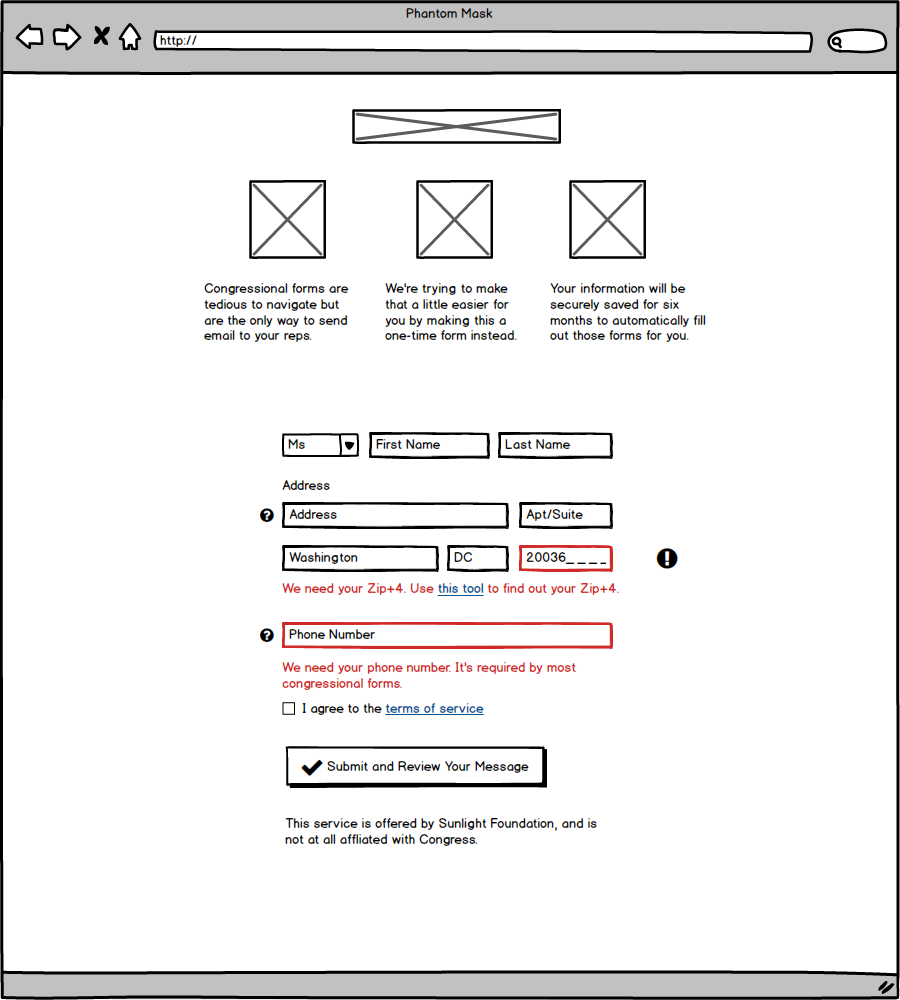 Phantom Mask
http://
Congressional forms are
tedious to navigate but
are the only way to send
email to your reps.
We're trying to make
that a little easier for
you by making this a
one-time form instead.
Your information will be
securely saved for six
months to automatically fill
out those forms for you.
Ms
First Name
Last Name
Address
Address
Apt/Suite
Washington
DC
20036_ _ _ _
We need your Zip+4. Use this tool to find out your Zip+4.
Phone Number
We need your phone number. It's required by most
congressional forms.
I agree to the terms of service
Submit and Review Your Message
This service is offered by Sunlight Foundation, and is
not at all affliated with Congress.